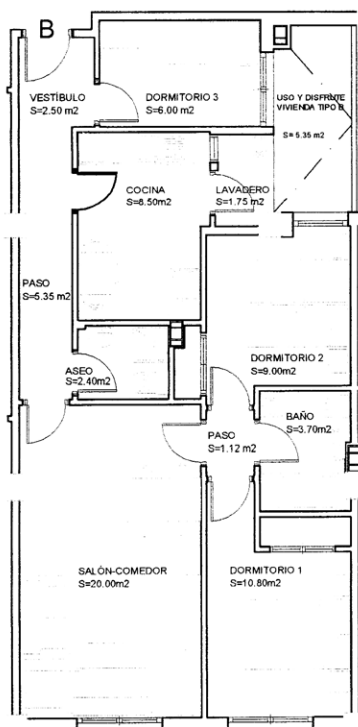 B
VESTÍBULO
S=2.50 m2
DORMITORIO 3
S=6.00 m2
USO Y DISFRUTE
VIVIENDA TIPO B
S= 5.35 m2
COCINA
S=8.50m2
LAVADERO
S=1.75 m2
PASO
S=5.35 m2
DORMITORIO 2
S=9.00m2
ASEO
S=2.40m2
BAÑO
S=3.70m2
PASO
S=1.12 m2
SALÓN-COMEDOR
S=20.00m2
DORMITORIO 1
S=10.80m2